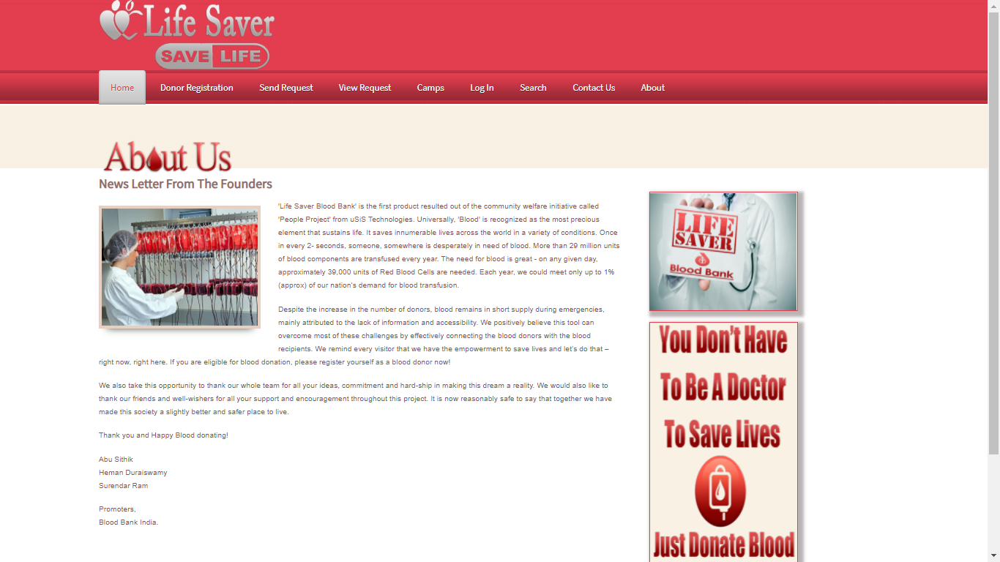 Life Saver
SAVE LIFE
Home Donor Registration Send Request View Request Camps Log In Search Contact Us About
About Us
News Letter From The Founders
'Life Saver Blood Bank' is the first product resulted out of the community welfare initiative called
'People Project' from uSiS Technologies. Universally, 'Blood' is recognized as the most precious
element that sustains life. It saves innumerable lives across the world in a variety of conditions. Once
in every 2- seconds, someone, somewhere is desperately in need of blood. More than 29 million units
of blood components are transfused every year. The need for blood is great - on any given day,
approximately 39,000 units of Red Blood Cells are needed. Each year, we could meet only up to 1%
(approx) of our nation's demand for blood transfusion.
Despite the increase in the number of donors, blood remains in short supply during emergencies,
mainly attributed to the lack of information and accessibility. We positively believe this tool can
overcome most of these challenges by effectively connecting the blood donors with the blood
recipients. We remind every visitor that we have the empowerment to save lives and let's do that –
right now, right here. If you are eligible for blood donation, please register yourself as a blood donor now!
We also take this opportunity to thank our whole team for all your ideas, commitment and hard-ship in making this dream a reality. We would also like to
thank our friends and well-wishers for all your support and encouragement throughout this project. It is now reasonably safe to say that together we have
made this society a slightly better and safer place to live.
Thank you and Happy Blood donating!
Abu Sithik
Heman Duraiswamy
Surendar Ram
Promoters,
Blood Bank India.
LIFE
SAVER
Blood Bank
You Don't Have
To Be A Doctor
To Save Lives
Just Donate Blood